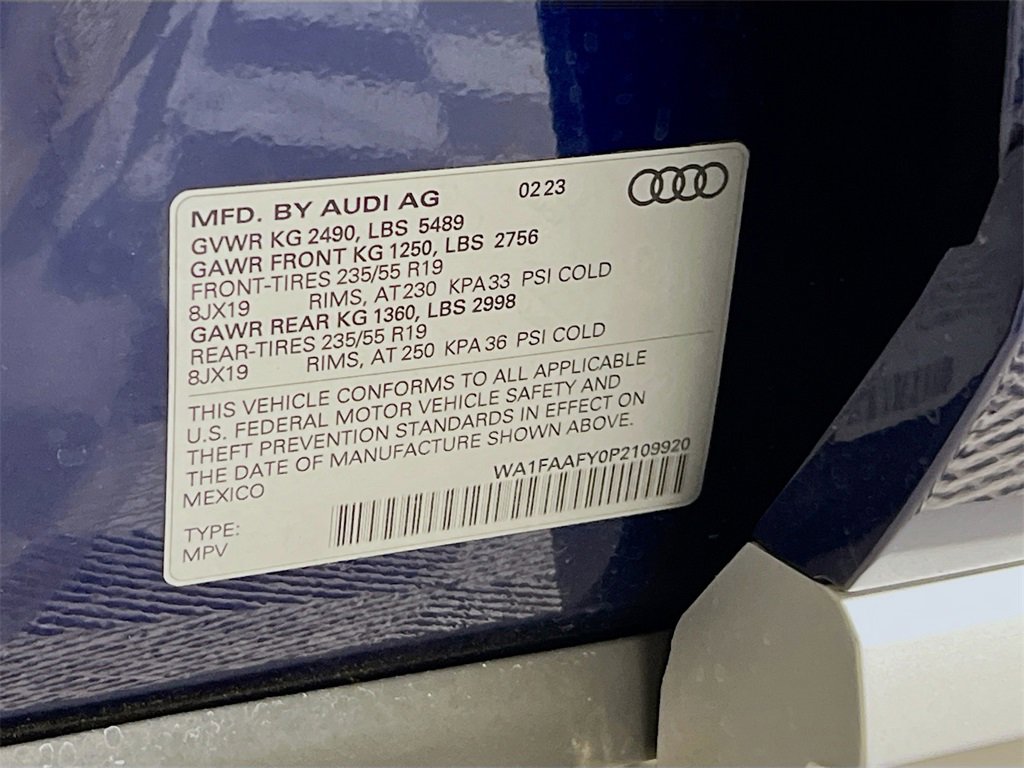 MFD. BY AUDI AG 0223
GVWR KG 2490, LBS 5489
GAWR FRONT KG 1250, LBS 2756
FRONT-TIRES 235/55 R19
8JX19 RIMS, AT 230 KPA 33 PSI COLD
GAWR REAR KG 1360, LBS 2998
REAR-TIRES 235/55 R19
8JX19 RIMS, AT 250 KPA 36 PSI COLD
THIS VEHICLE CONFORMS TO ALL APPLICABLE
U.S. FEDERAL MOTOR VEHICLE SAFETY AND
THEFT PREVENTION STANDARDS IN EFFECT ON
THE DATE OF MANUFACTURE SHOWN ABOVE.
MEXICO WA1FAAFY0P2109920
TYPE:
MPV